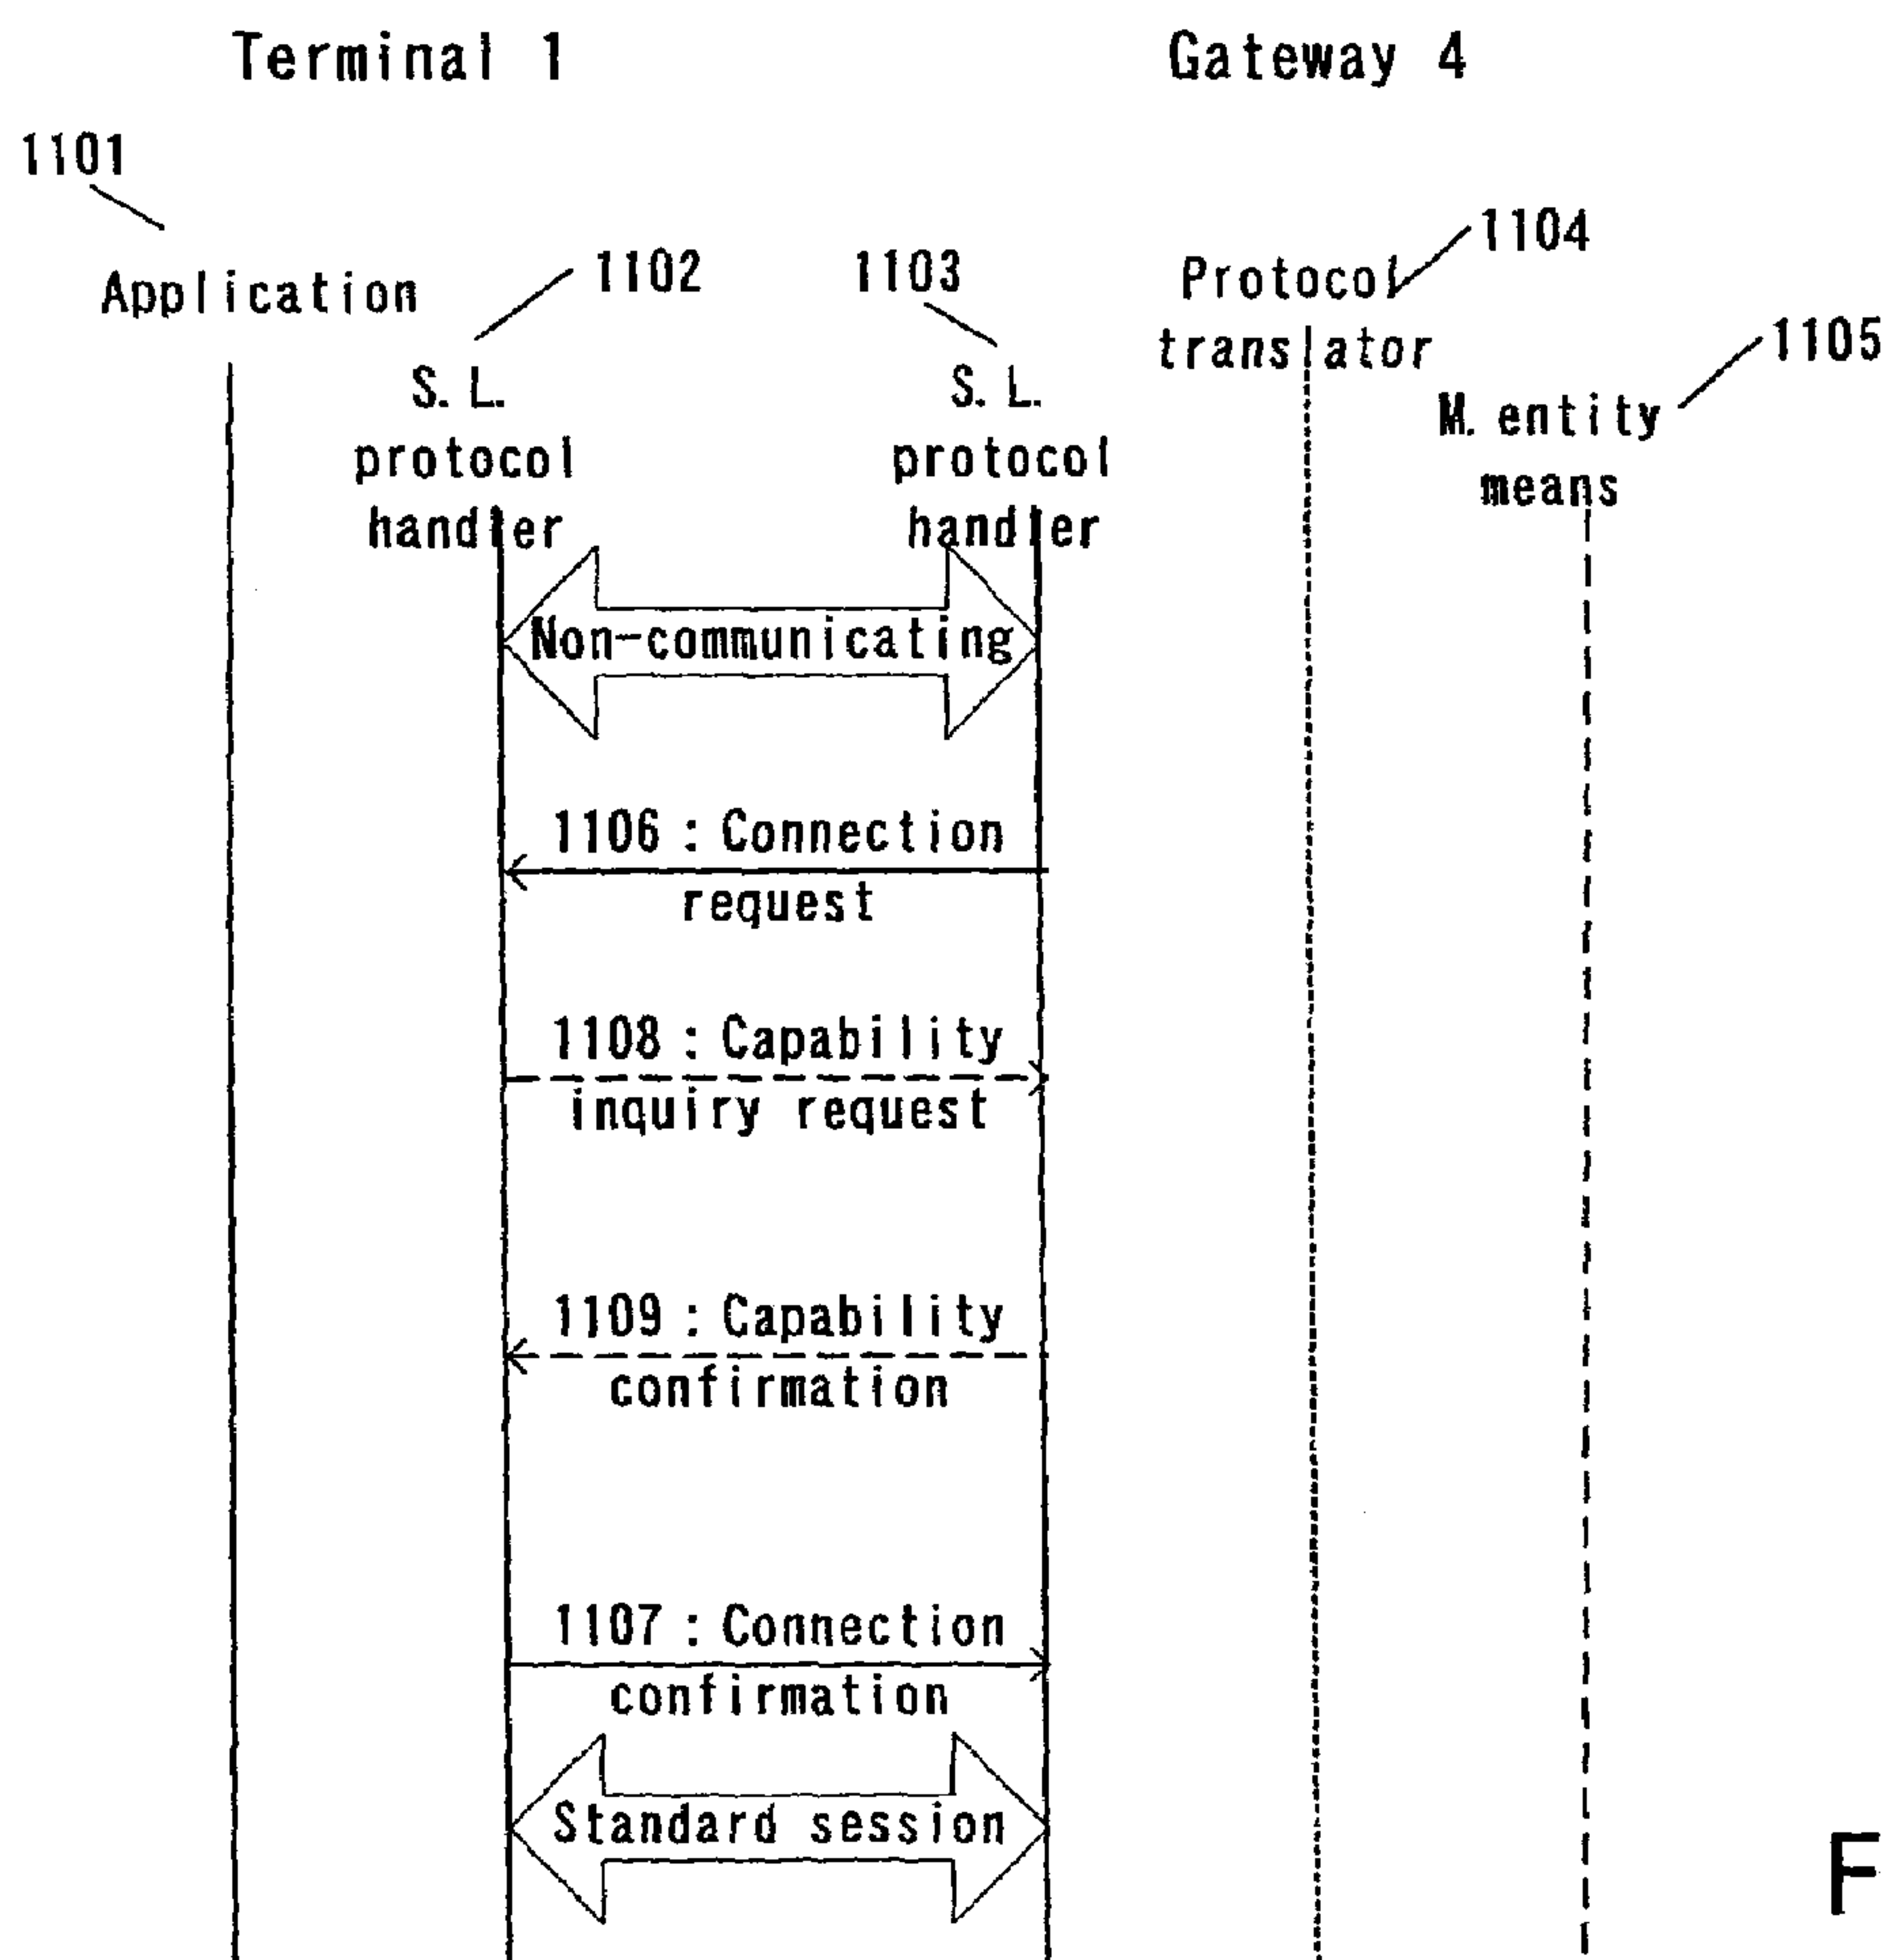 Terminal 1
Gateway 4
1101
1102
1103
1104
1105
Application
S. L.
protocol
handler
S. L.
protocol
handler
Protocol
translator
M. entity
means
Non-communicating
1106 : Connection
request
1108 : Capability
inquiry request
1109 : Capability
confirmation
1107 : Connection
confirmation
Standard session
F